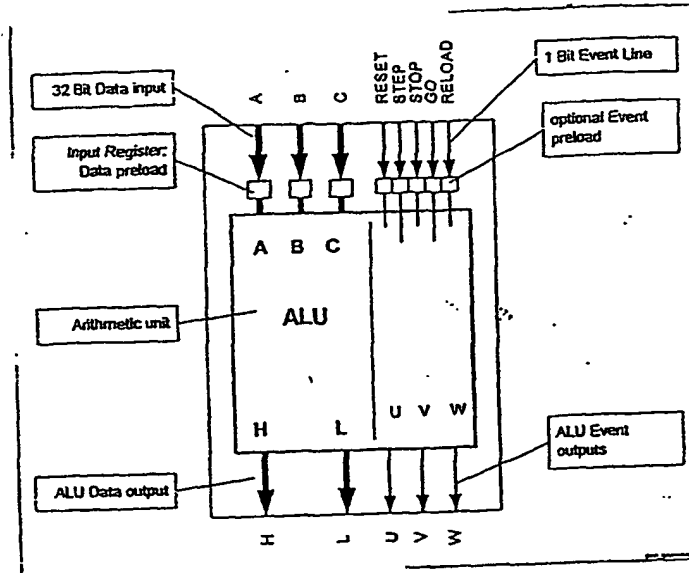 32 Bit Data input
A
B
C
RESET
STEP
STOP
GO
RELOAD
1 Bit Event Line
Input Register:
Data preload
optional Event
preload
A B C
Arithmetic unit
ALU
U V W
H L
ALU Data output
ALU Event
outputs
H
L
U
V
W